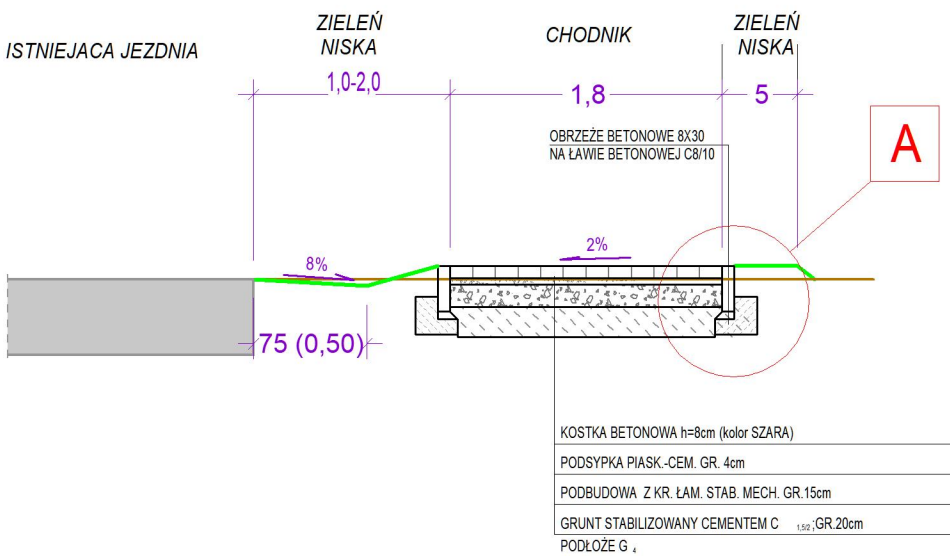 ISTNIEJACA JEZDNIA
ZIELEŃ
NISKA
CHODNIK
ZIELEŃ
NISKA
1,0-2,0
1,8
5
OBRZEŻE BETONOWE 8X30
NA ŁAWIE BETONOWEJ C8/10
A
8%
2%
75 (0,50)
KOSTKA BETONOWA h=8cm (kolor SZARA)
PODSYPKA PIASK.-CEM. GR. 4cm
PODBUDOWA Z KR. ŁAM. STAB. MECH. GR.15cm
GRUNT STABILIZOWANY CEMENTEM C 1,5/2 ;GR.20cm
PODŁOŻE G 4